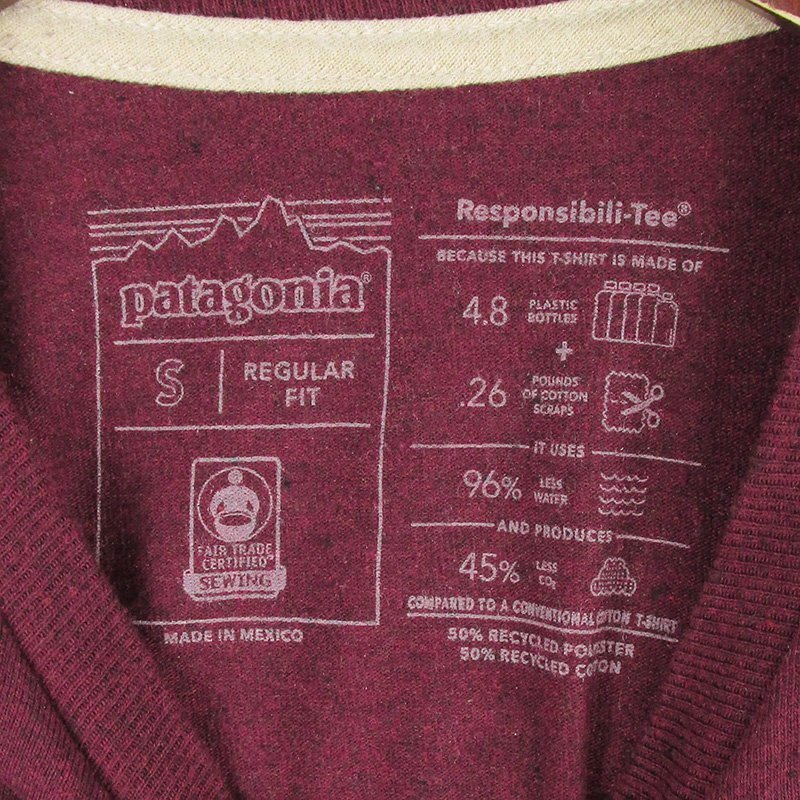 patagonia®
S
REGULAR
FIT
FAIR TRADE
CERTIFIED™
SEWING
MADE IN MEXICO
Responsibili-Tee®
BECAUSE THIS T-SHIRT IS MADE OF
4.8 PLASTIC
BOTTLES
+
.26 POUNDS
OF COTTON
SCRAPS
IT USES
96% LESS
WATER
AND PRODUCES
45% LESS
CO₂
COMPARED TO A CONVENTIONAL COTTON T-SHIRT
50% RECYCLED POLYESTER
50% RECYCLED COTTON